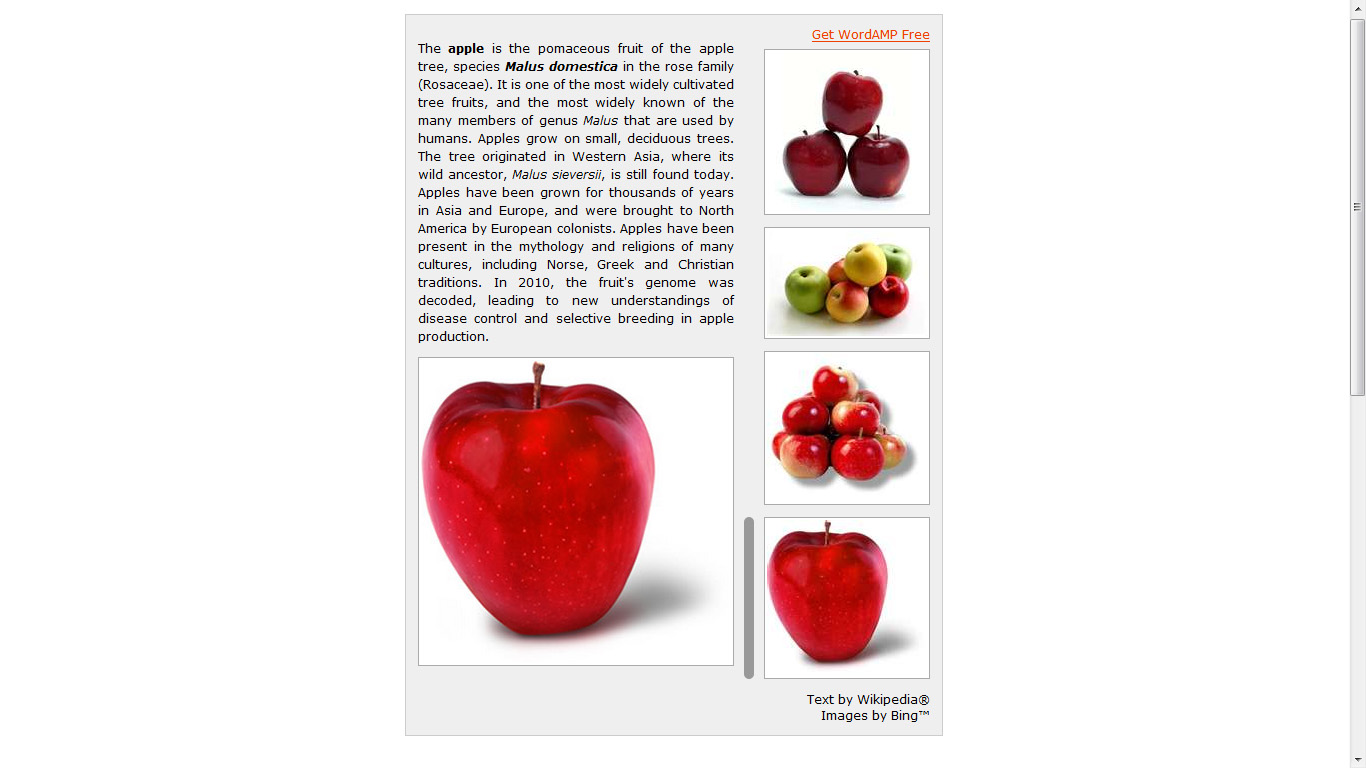 Get WordAMP Free
The apple is the pomaceous fruit of the apple
tree, species Malus domestica in the rose family
(Rosaceae). It is one of the most widely cultivated
tree fruits, and the most widely known of the
many members of genus Malus that are used by
humans. Apples grow on small, deciduous trees.
The tree originated in Western Asia, where its
wild ancestor, Malus sieversii, is still found today.
Apples have been grown for thousands of years
in Asia and Europe, and were brought to North
America by European colonists. Apples have been
present in the mythology and religions of many
cultures, including Norse, Greek and Christian
traditions. In 2010, the fruit's genome was
decoded, leading to new understandings of
disease control and selective breeding in apple
production.
Text by Wikipedia®
Images by Bing™